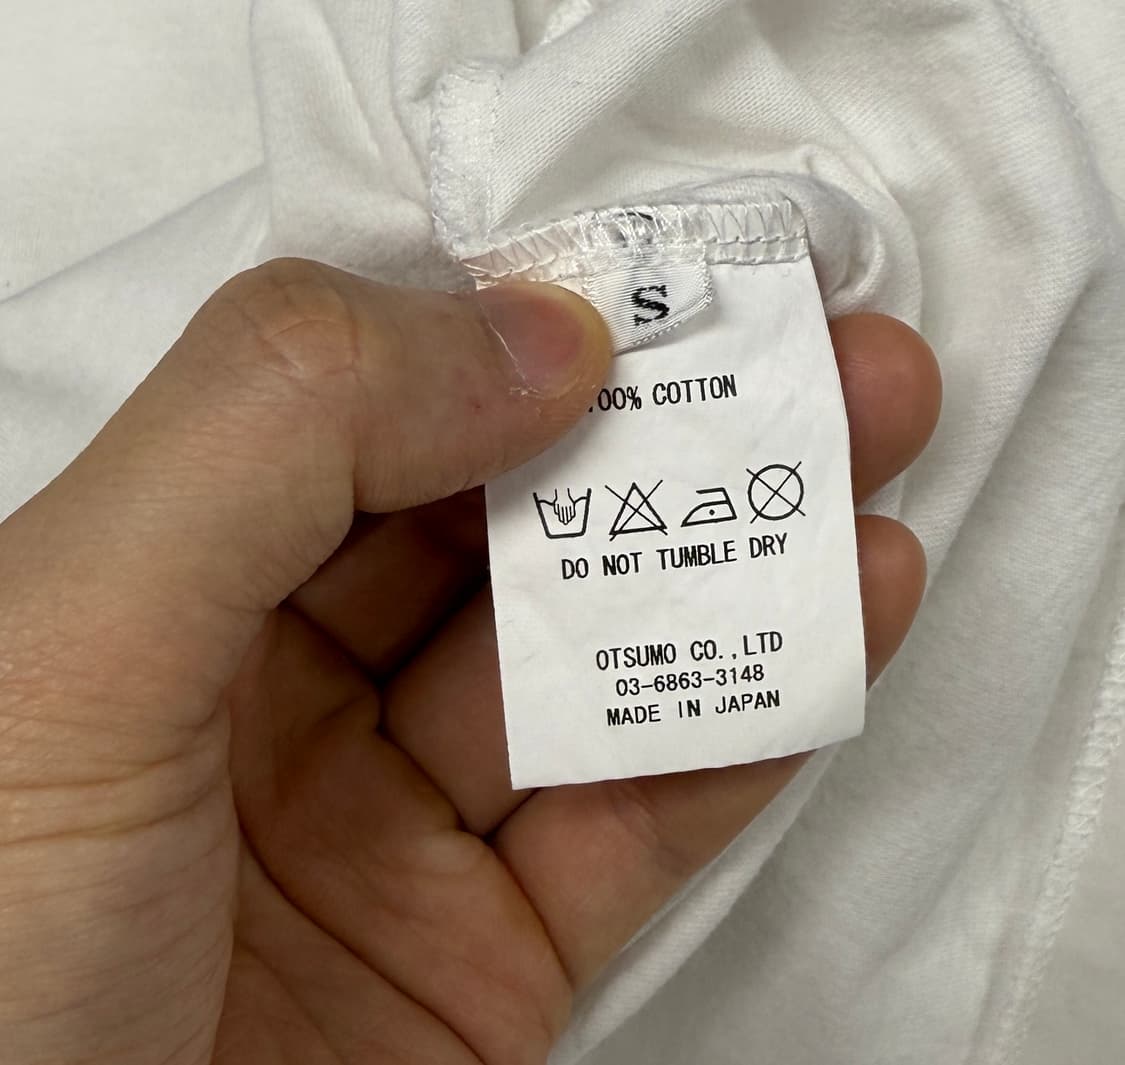 S
00% COTTON
DO NOT TUMBLE DRY
OTSUMO CO.,LTD
03-6863-3148
MADE IN JAPAN